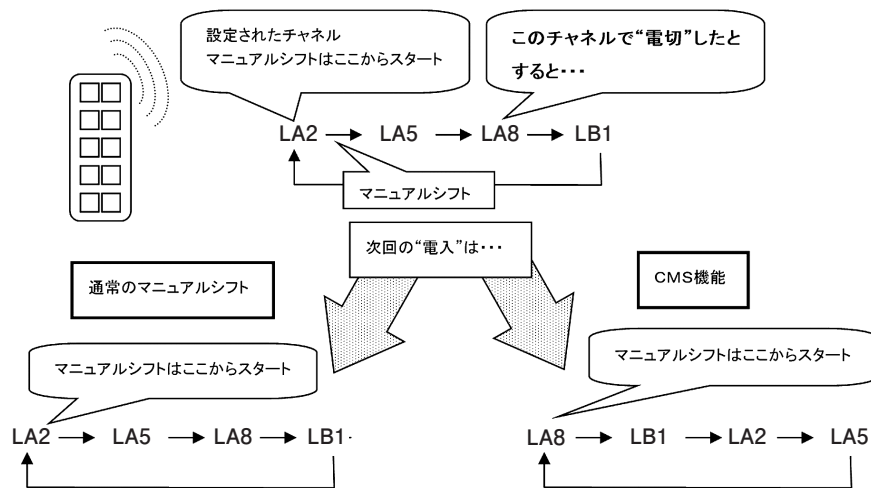 設定されたチャネル
マニュアルシフトはここからスタート
このチャネルで“電切”したと
すると・・・
LA2 → LA5 → LA8 → LB1
マニュアルシフト
次回の“電入”は・・・
通常のマニュアルシフト
CMS機能
マニュアルシフトはここからスタート
マニュアルシフトはここからスタート
LA2 → LA5 → LA8 → LB1
LA8 → LB1 → LA2 → LA5